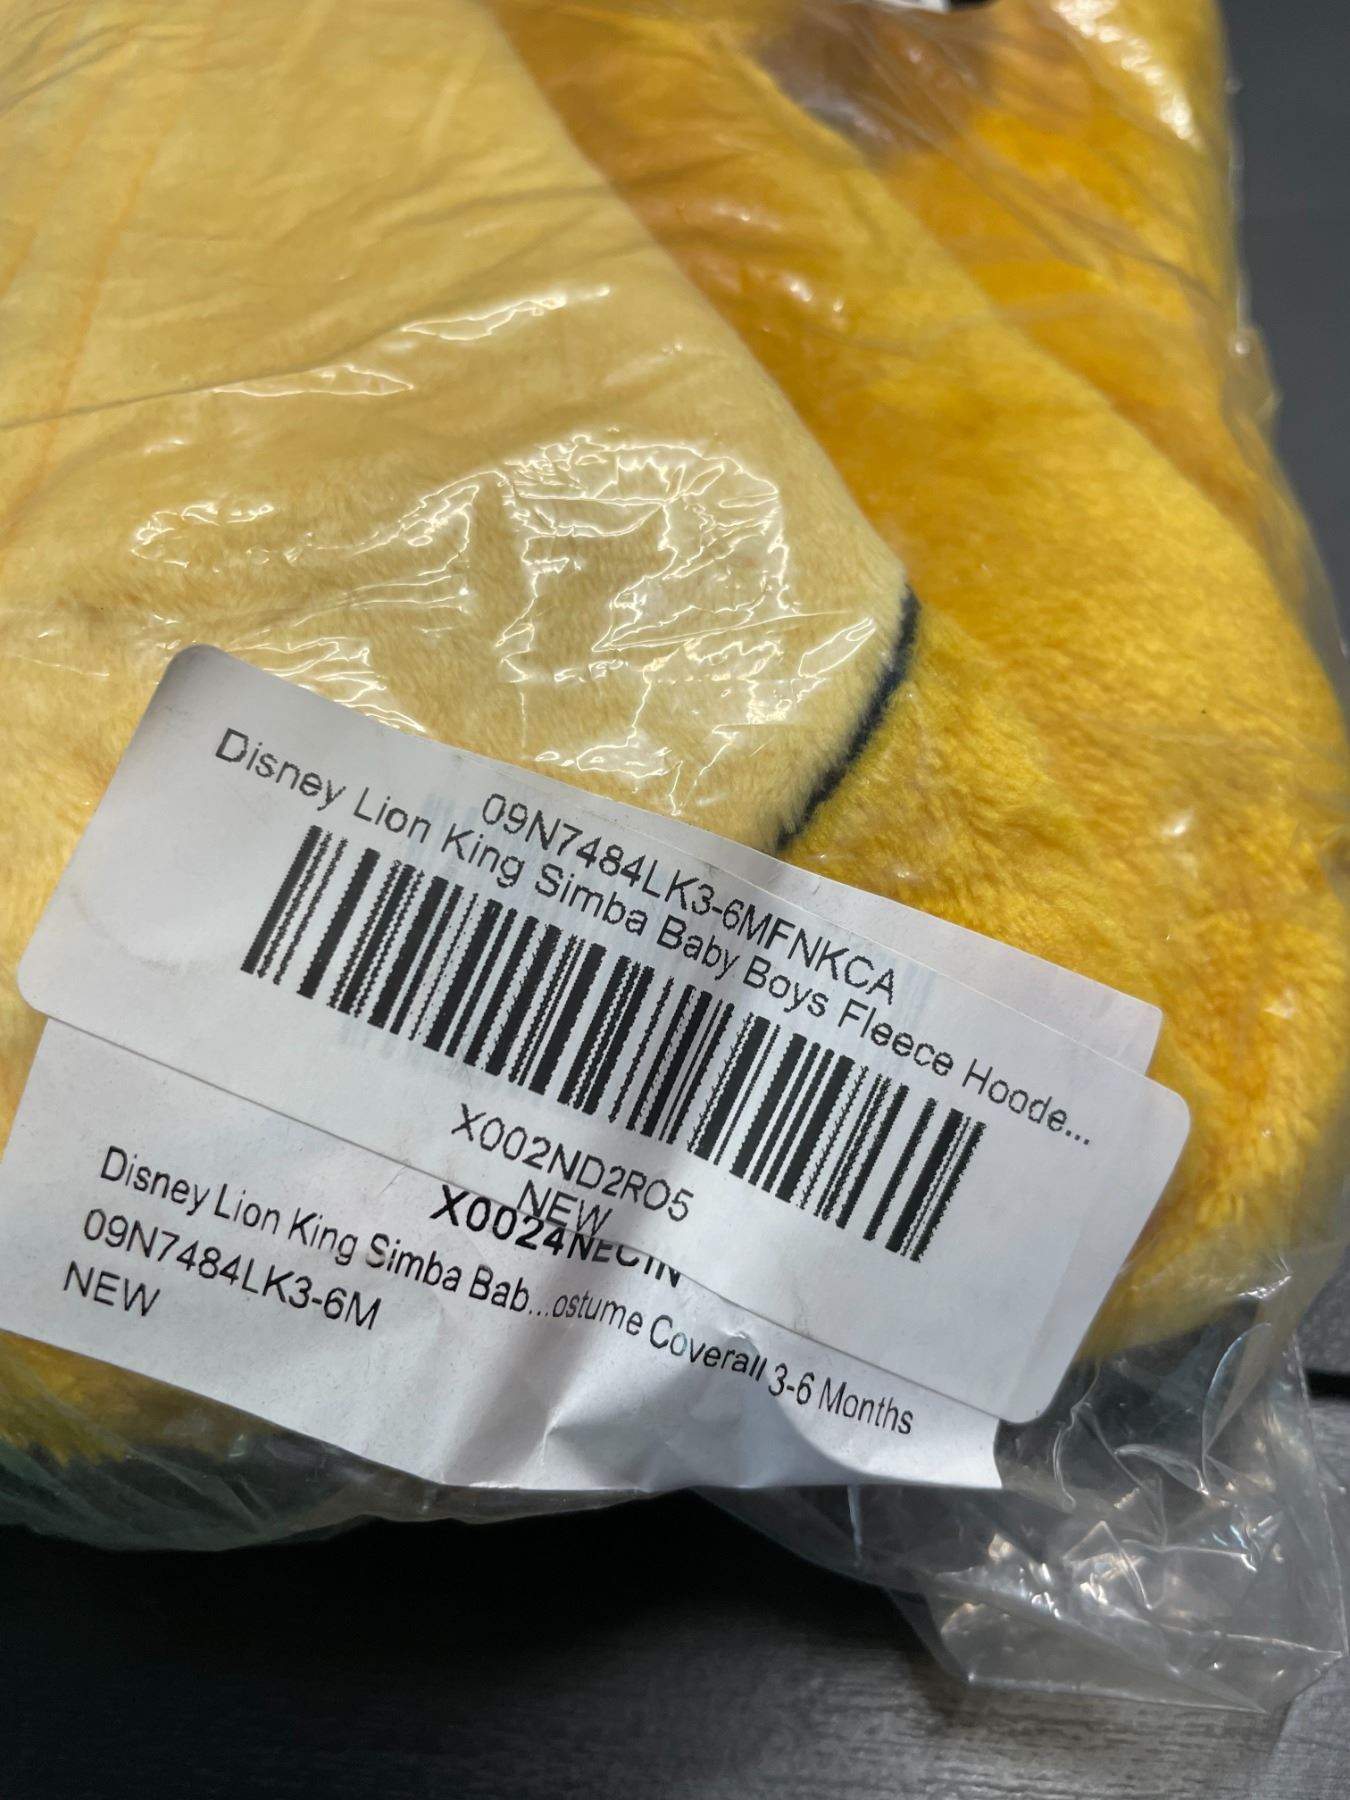 09N7484LK3-6MFNKCA
Disney Lion King Simba Baby Boys Fleece Hoode...
X002ND2RO5
NEW
Disney Lion King Simba Bab...ostume Coverall 3-6 Months
09N7484LK3-6M
NEW